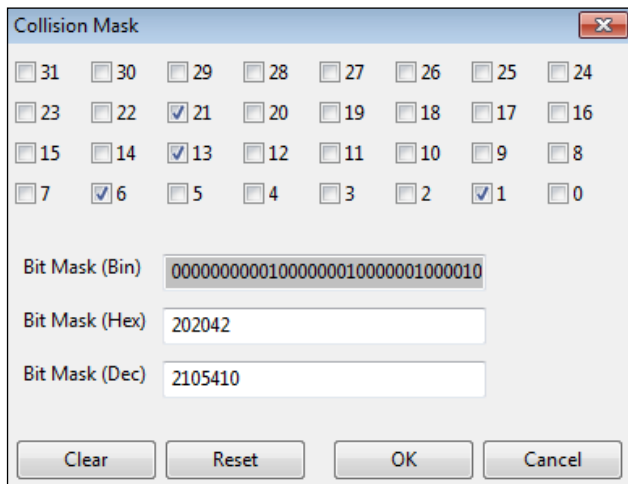 Collision Mask
31 30 29 28 27 26 25 24
23 22 21 20 19 18 17 16
15 14 13 12 11 10 9 8
7 6 5 4 3 2 1 0
Bit Mask (Bin) 00000000001000000010000001000010
Bit Mask (Hex) 202042
Bit Mask (Dec) 2105410
Clear Reset OK Cancel